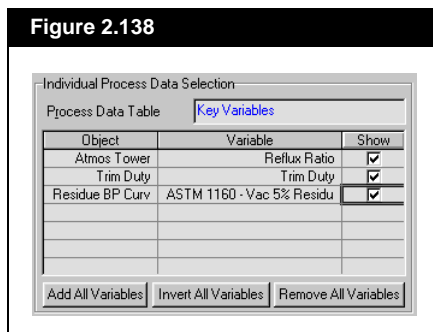 Figure 2.138
Individual Process Data Selection
Process Data Table Key Variables
Object Variable Show
Atmos Tower Reflux Ratio
Trim Duty Trim Duty
Residue BP Curv ASTM 1160 - Vac 5% Residu
Add All Variables Invert All Variables Remove All Variables